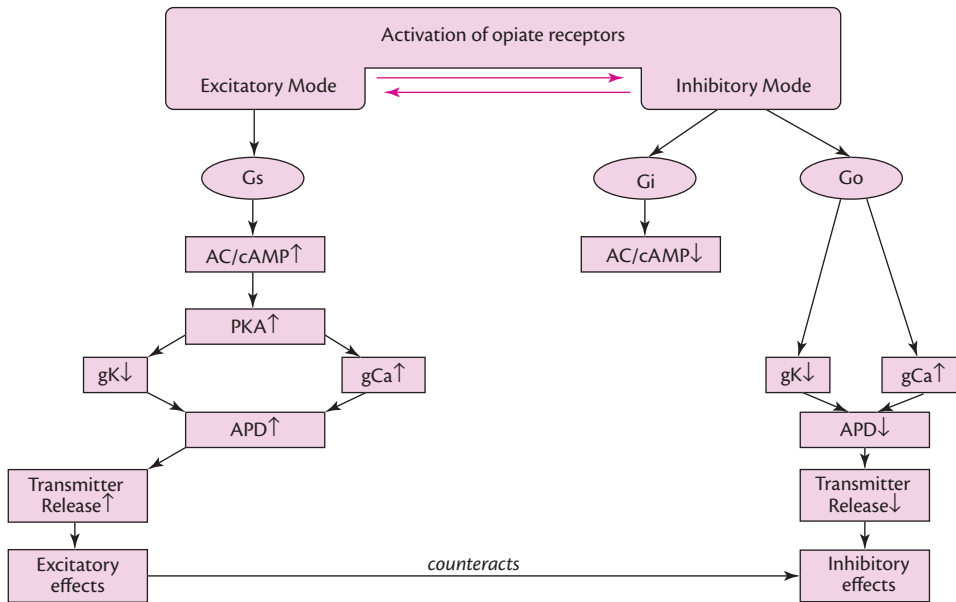 Activation of opiate receptors
Excitatory Mode
Inhibitory Mode
Gs
Gi
Go
AC/cAMP↑
AC/cAMP↓
PKA↑
gK↓
gCa↑
gK↓
gCa↑
APD↑
APD↓
Transmitter
Release↑
Transmitter
Release↓
Excitatory
effects
counteracts
Inhibitory
effects